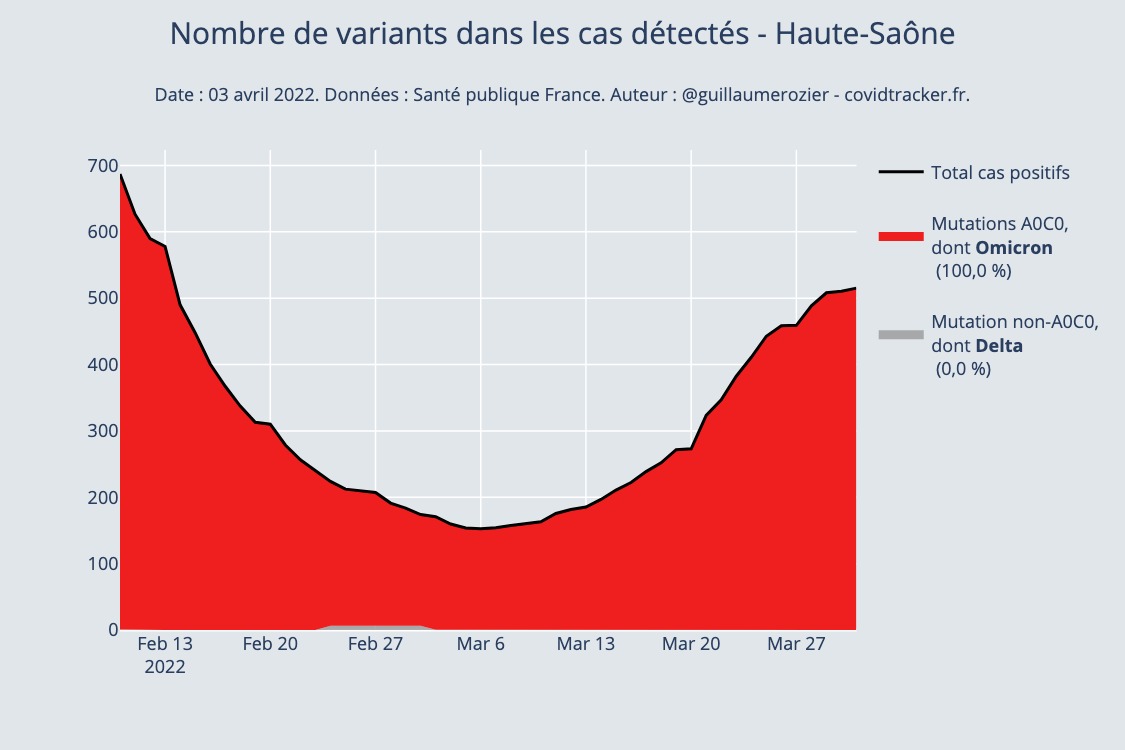 Nombre de variants dans les cas détectés - Haute-Saône
Date : 03 avril 2022. Données : Santé publique France. Auteur : @guillaumerozier - covidtracker.fr.
700
600
500
400
300
200
100
0
Feb 13
2022
Feb 20
Feb 27
Mar 6
Mar 13
Mar 20
Mar 27
Total cas positifs
Mutations A0C0,
dont Omicron
(100,0 %)
Mutation non-A0C0,
dont Delta
(0,0 %)